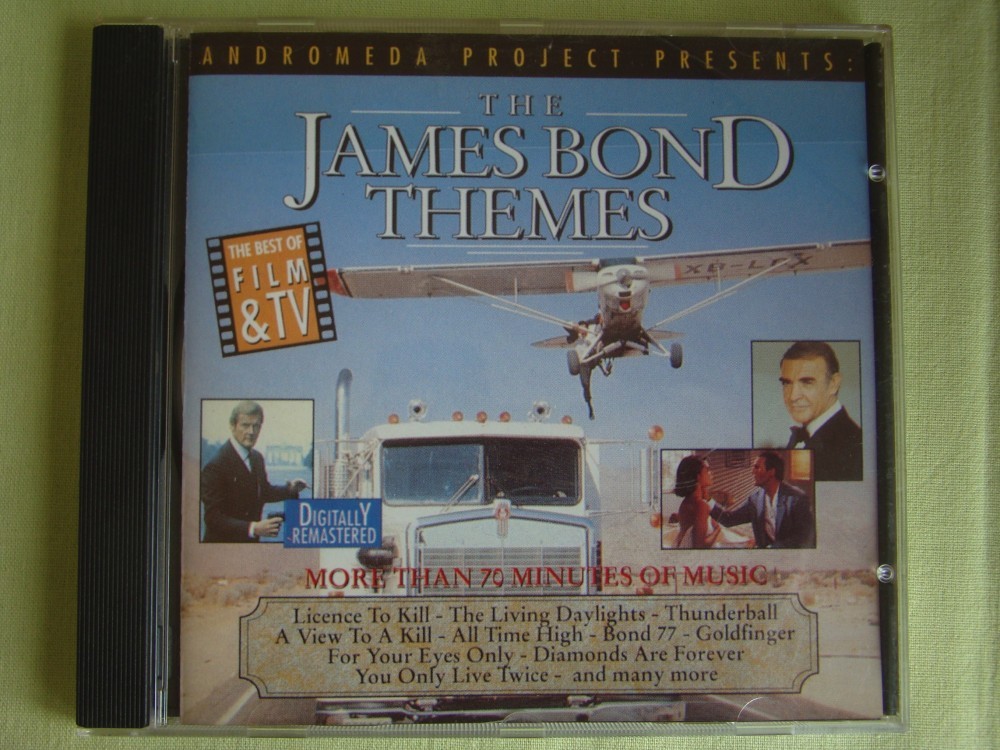 ANDROMEDA PROJECT PRESENTS:
THE
JAMES BOND
THEMES
THE BEST OF
FILM
& TV
XB-LFX
DIGITALLY
REMASTERED
MORE THAN 70 MINUTES OF MUSIC
Licence To Kill - The Living Daylights - Thunderball
A View To A Kill - All Time High - Bond 77 - Goldfinger
For Your Eyes Only - Diamonds Are Forever
You Only Live Twice - and many more